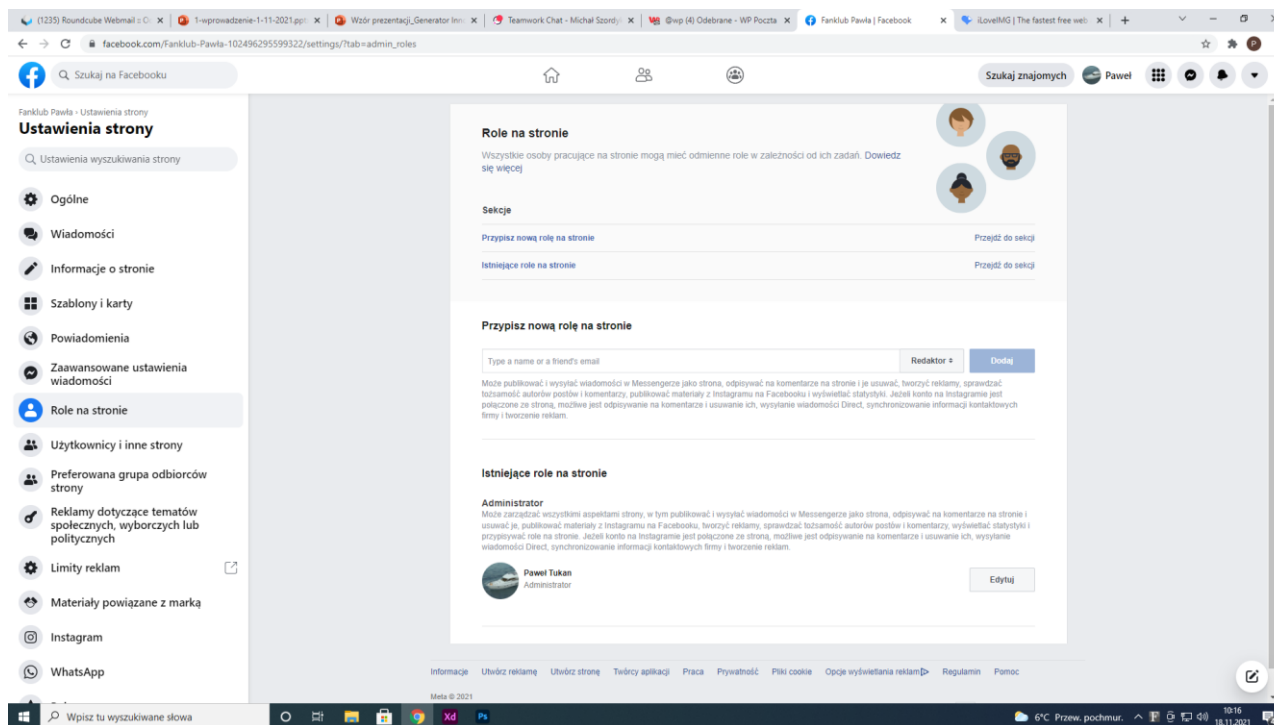 (1235) Roundcube Webmail :: O
1-wprowadzenie-1-11-2021.ppt
Wzór prezentacji_Generator Inno
Teamwork Chat - Michał Szordy
@wp (4) Odebrane - WP Poczta
Fanklub Pawła | Facebook
iLoveIMG | The fastest free web
facebook.com/Fanklub-Pawła-102496295599322/settings/?tab=admin_roles
P
Szukaj na Facebooku
Szukaj znajomych
Paweł
Fanklub Pawła › Ustawienia strony
Ustawienia strony
Ustawienia wyszukiwania strony
Ogólne
Wiadomości
Informacje o stronie
Szablony i karty
Powiadomienia
Zaawansowane ustawienia
wiadomości
Role na stronie
Użytkownicy i inne strony
Preferowana grupa odbiorców
strony
Reklamy dotyczące tematów
społecznych, wyborczych lub
politycznych
Limity reklam
Materiały powiązane z marką
Instagram
WhatsApp
Role na stronie
Wszystkie osoby pracujące na stronie mogą mieć odmienne role w zależności od ich zadań. Dowiedz
się więcej
Sekcje
Przypisz nową rolę na stronie Przejdź do sekcji
Istniejące role na stronie Przejdź do sekcji
Przypisz nową rolę na stronie
Type a name or a friend's email Redaktor Dodaj
Może publikować i wysyłać wiadomości w Messengerze jako strona, odpisywać na komentarze na stronie i je usuwać, tworzyć reklamy, sprawdzać
tożsamość autorów postów i komentarzy, publikować materiały z Instagramu na Facebooku i wyświetlać statystyki. Jeżeli konto na Instagramie jest
połączone ze stroną, możliwe jest odpisywanie na komentarze i usuwanie ich, wysyłanie wiadomości Direct, synchronizowanie informacji kontaktowych
firmy i tworzenie reklam.
Istniejące role na stronie
Administrator
Może zarządzać wszystkimi aspektami strony, w tym publikować i wysyłać wiadomości w Messengerze jako strona, odpisywać na komentarze na stronie i
usuwać je, publikować materiały z Instagramu na Facebooku, tworzyć reklamy, sprawdzać tożsamość autorów postów i komentarzy, wyświetlać statystyki i
przypisywać role na stronie. Jeżeli konto na Instagramie jest połączone ze stroną, możliwe jest odpisywanie na komentarze i usuwanie ich, wysyłanie
wiadomości Direct, synchronizowanie informacji kontaktowych firmy i tworzenie reklam.
Paweł Tukan
Administrator
Edytuj
Informacje Utwórz reklamę Utwórz stronę Twórcy aplikacji Praca Prywatność Pliki cookie Opcje wyświetlania reklam Regulamin Pomoc
Meta © 2021
Wpisz tu wyszukiwane słowa
Xd
Ps
6°C Przew. pochmur.
10:16
18.11.2021